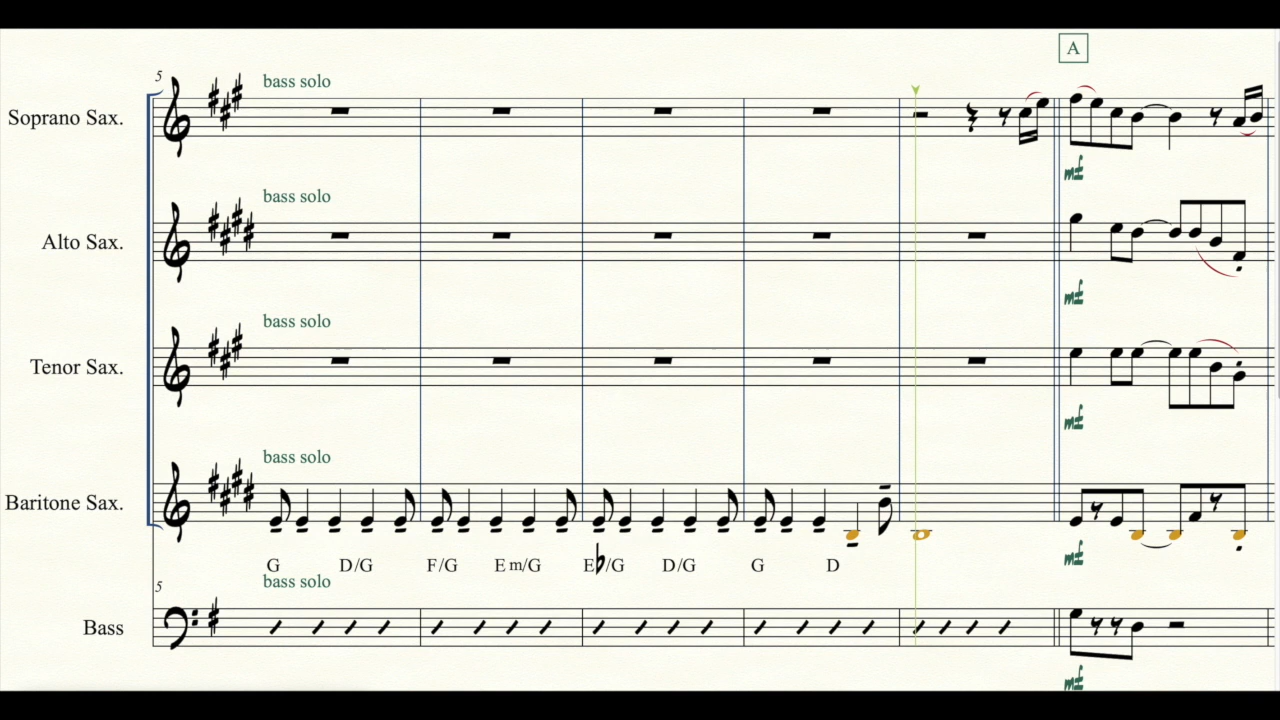 A
5
bass solo
Soprano Sax.
mf
bass solo
Alto Sax.
mf
bass solo
Tenor Sax.
mf
bass solo
Baritone Sax.
mf
G D/G F/G Em/G E♭/G D/G G D
5
bass solo
Bass
mf